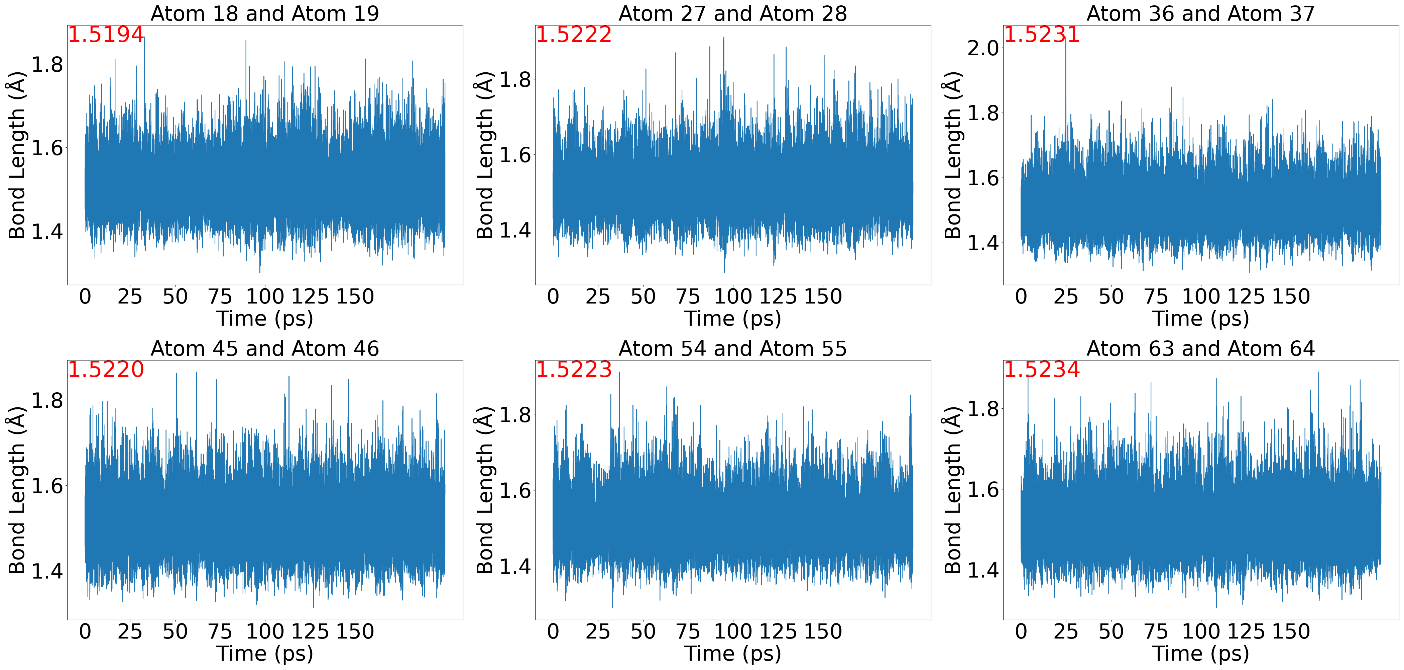 Atom 18 and Atom 19
1.5194
1.8
1.6
1.4
Bond Length (Å)
0 25 50 75 100 125 150
Time (ps)
Atom 27 and Atom 28
1.5222
1.8
1.6
1.4
Bond Length (Å)
0 25 50 75 100 125 150
Time (ps)
Atom 36 and Atom 37
1.5231
2.0
1.8
1.6
1.4
Bond Length (Å)
0 25 50 75 100 125 150
Time (ps)
Atom 45 and Atom 46
1.5220
1.8
1.6
1.4
Bond Length (Å)
0 25 50 75 100 125 150
Time (ps)
Atom 54 and Atom 55
1.5223
1.8
1.6
1.4
Bond Length (Å)
0 25 50 75 100 125 150
Time (ps)
Atom 63 and Atom 64
1.5234
1.8
1.6
1.4
Bond Length (Å)
0 25 50 75 100 125 150
Time (ps)